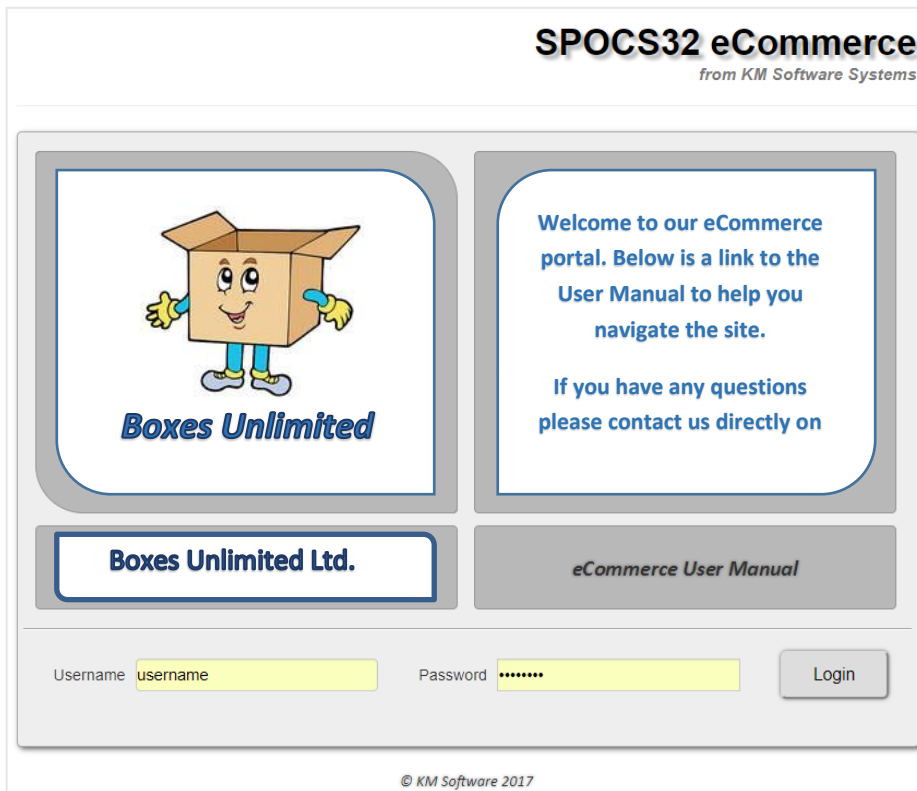 SPOCS32 eCommerce
from KM Software Systems
Boxes Unlimited
Welcome to our eCommerce
portal. Below is a link to the
User Manual to help you
navigate the site.
If you have any questions
please contact us directly on
Boxes Unlimited Ltd.
eCommerce User Manual
Username username Password •••••••• Login
© KM Software 2017